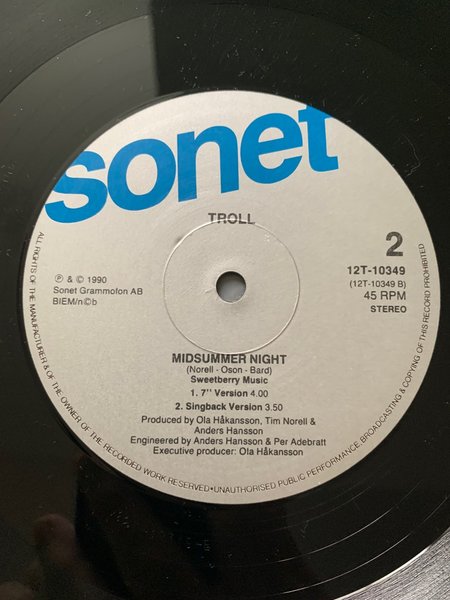 sonet
TROLL
2
℗ & © 1990
Sonet Grammofon AB
BIEM/n©b
12T-10349
(12T-10349 B)
45 RPM
STEREO
MIDSUMMER NIGHT
(Norell - Oson - Bard)
Sweetberry Music
1. 7'' Version 4.00
2. Singback Version 3.50
Produced by Ola Håkansson, Tim Norell &
Anders Hansson
Engineered by Anders Hansson & Per Adebratt
Executive producer: Ola Håkansson
ALL RIGHTS OF THE MANUFACTURER & OF THE OWNER OF THE RECORDED WORK RESERVED • UNAUTHORISED PUBLIC PERFORMANCE, BROADCASTING & COPYING OF THIS RECORD PROHIBITED